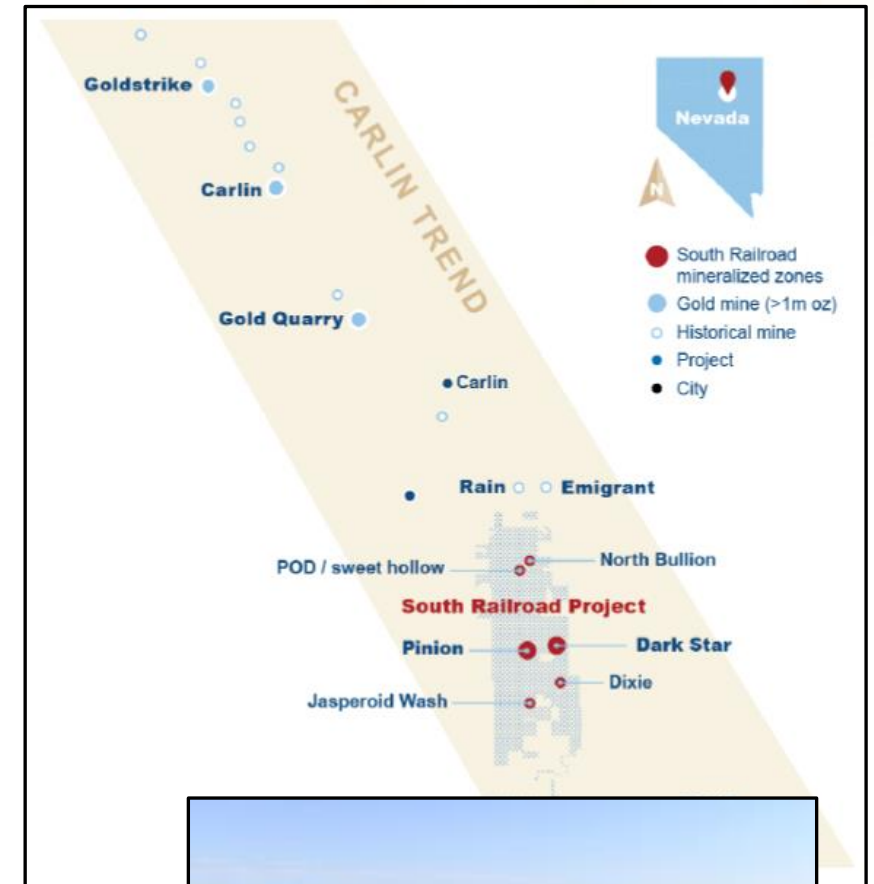 Goldstrike
CARLIN TREND
Nevada
N
Carlin
South Railroad
mineralized zones
Gold mine (>1m oz)
Historical mine
Project
City
Gold Quarry
Carlin
Rain
Emigrant
North Bullion
POD / sweet hollow
South Railroad Project
Pinion
Dark Star
Dixie
Jasperoid Wash